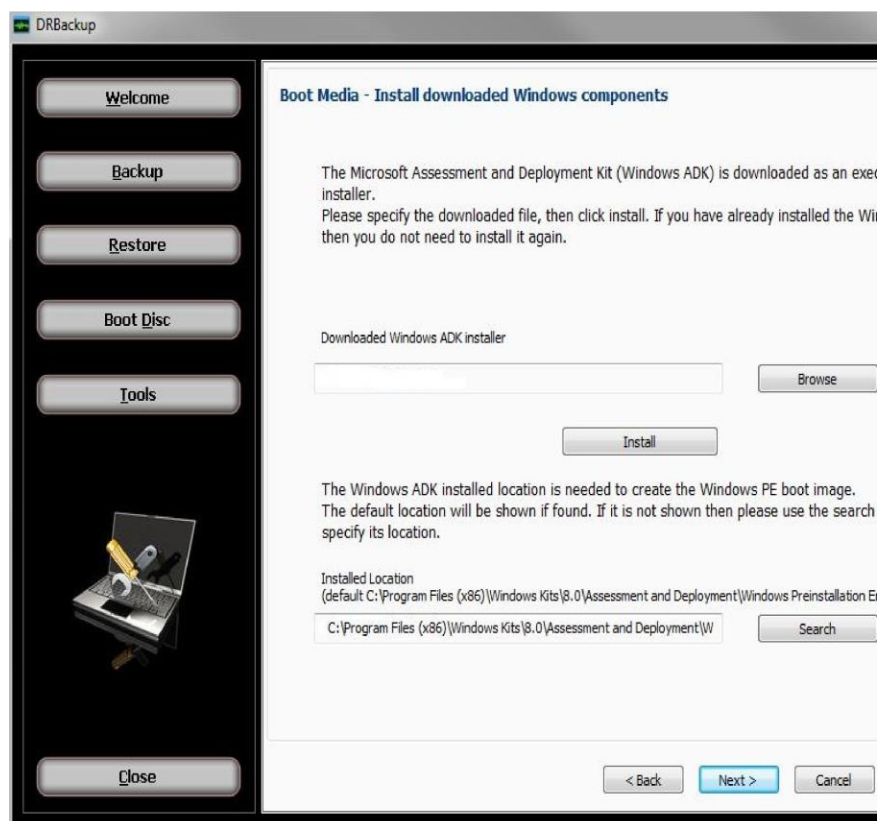 DRBackup
Welcome
Backup
Restore
Boot Disc
Tools
Close
Boot Media - Install downloaded Windows components
The Microsoft Assessment and Deployment Kit (Windows ADK) is downloaded as an
installer.
Please specify the downloaded file, then click install. If you have already installed the
then you do not need to install it again.
Downloaded Windows ADK installer
Browse
Install
The Windows ADK installed location is needed to create the Windows PE boot image.
The default location will be shown if found. If it is not shown then please use the search
specify its location.
Installed Location
(default C:\Program Files (x86)\Windows Kits\8.0\Assessment and Deployment\Windows Preinstallation
C:\Program Files (x86)\Windows Kits\8.0\Assessment and Deployment\W
Search
< Back
Next >
Cancel